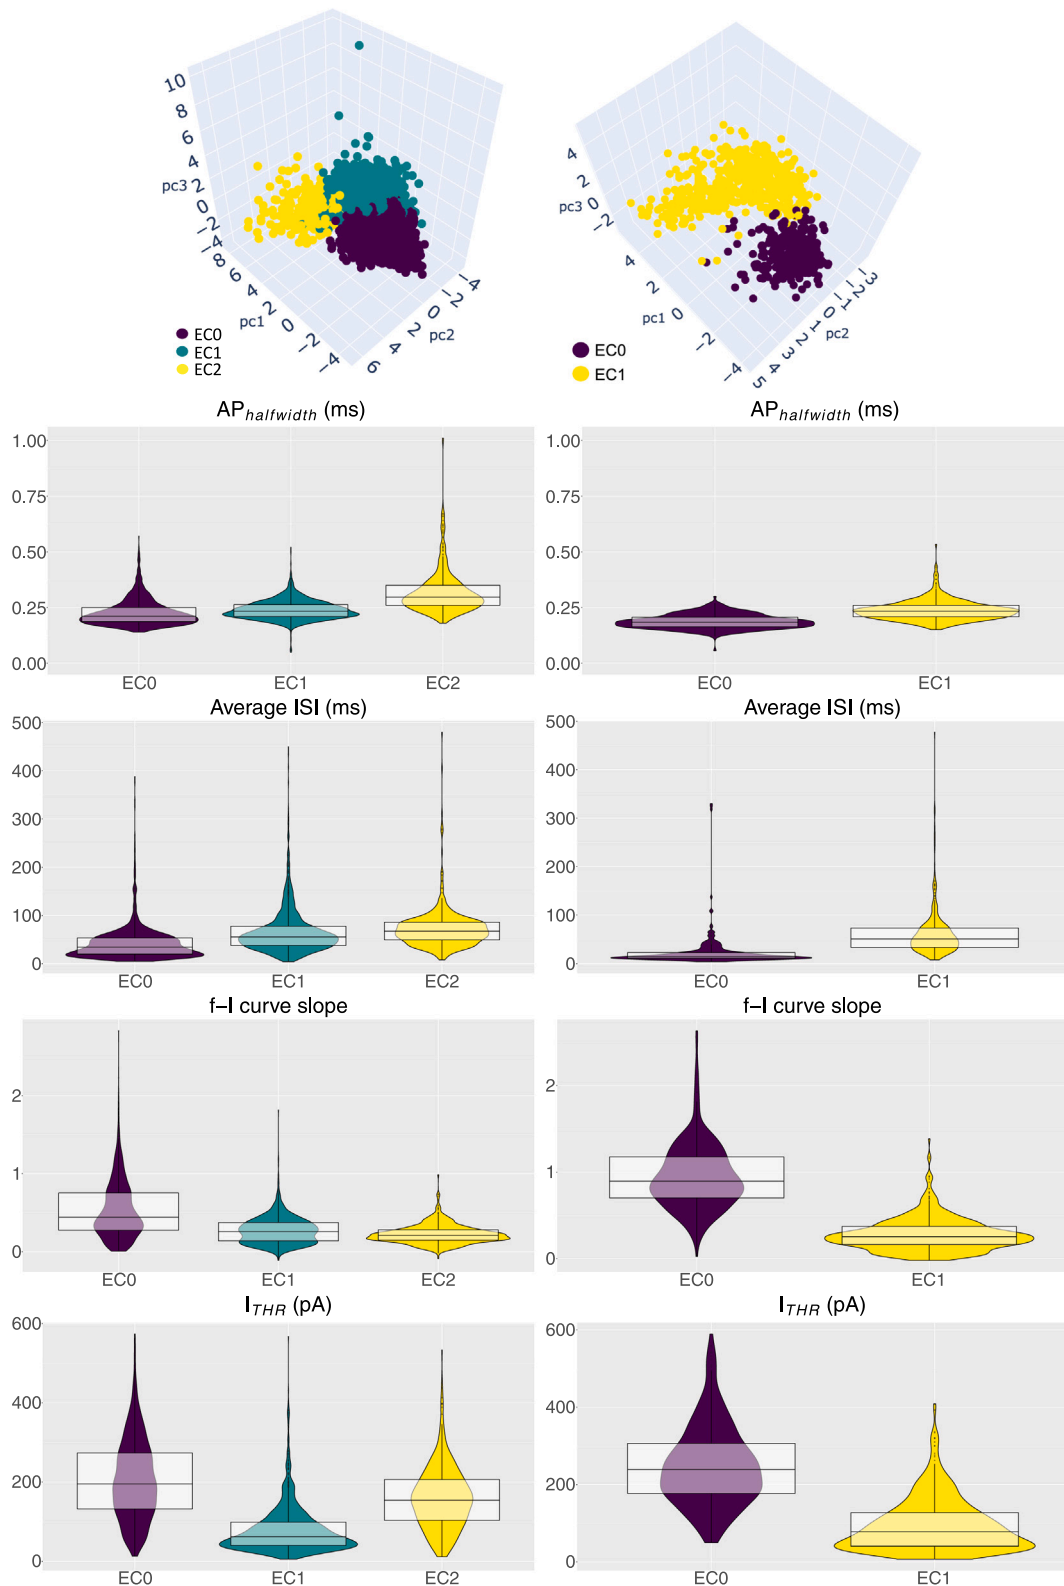 10
8
6
4
2
0
−2
−4
pc3
8
6
4
2
0
−2
−4
pc1
−4
−2
0
2
4
6
pc2
EC0
EC1
EC2
4
2
0
−2
pc3
4
2
0
−2
−4
pc1
−3
−2
−1
0
1
2
3
4
5
pc2
EC0
EC1
AP halfwidth (ms)
1.00
0.75
0.50
0.25
0.00
EC0 EC1 EC2
AP halfwidth (ms)
1.00
0.75
0.50
0.25
0.00
EC0 EC1
Average ISI (ms)
500
400
300
200
100
0
EC0 EC1 EC2
Average ISI (ms)
500
400
300
200
100
0
EC0 EC1
f−I curve slope
2
1
0
EC0 EC1 EC2
f−I curve slope
2
1
0
EC0 EC1
I THR (pA)
600
400
200
0
EC0 EC1 EC2
I THR (pA)
600
400
200
0
EC0 EC1